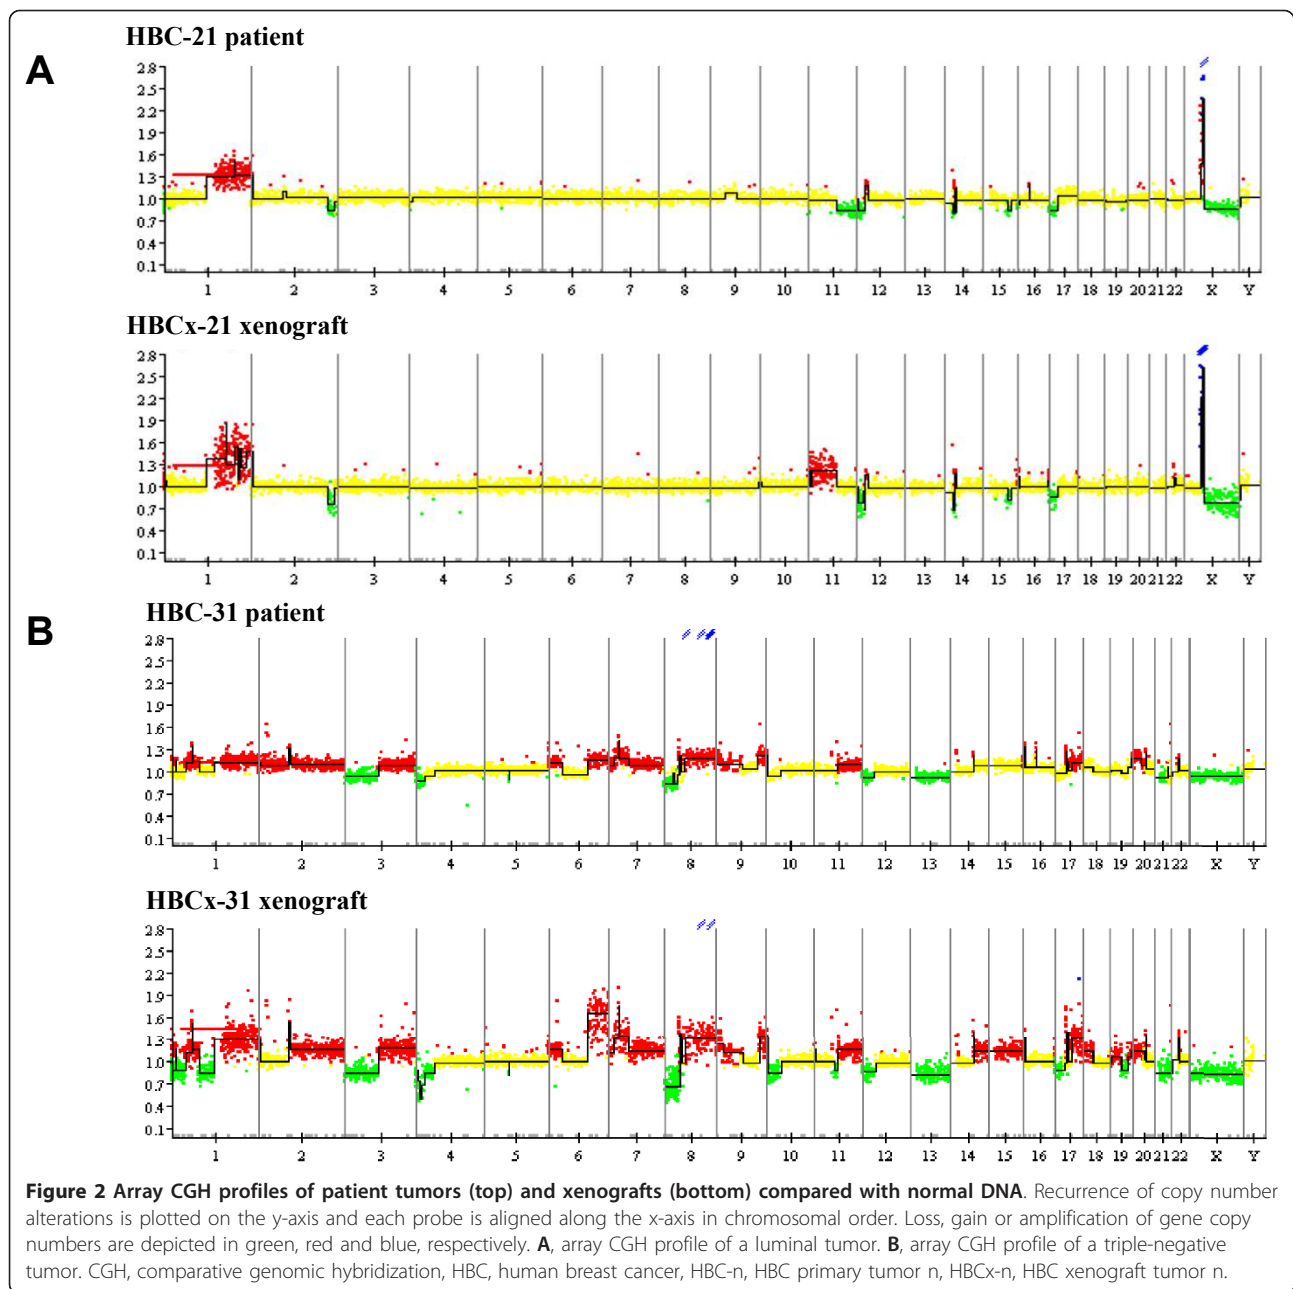 HBC-21 patient
A
2.8
2.5
2.2
1.9
1.6
1.3
1.0
0.7
0.4
0.1
1 2 3 4 5 6 7 8 9 10 11 12 13 14 15 16 17 18 19 20 21 22 X Y
HBCx-21 xenograft
2.8
2.5
2.2
1.9
1.6
1.3
1.0
0.7
0.4
0.1
1 2 3 4 5 6 7 8 9 10 11 12 13 14 15 16 17 18 19 20 21 22 X Y
HBC-31 patient
B
2.8
2.5
2.2
1.9
1.6
1.3
1.0
0.7
0.4
0.1
1 2 3 4 5 6 7 8 9 10 11 12 13 14 15 16 17 18 19 20 21 22 X Y
HBCx-31 xenograft
2.8
2.5
2.2
1.9
1.6
1.3
1.0
0.7
0.4
0.1
1 2 3 4 5 6 7 8 9 10 11 12 13 14 15 16 17 18 19 20 21 22 X Y
Figure 2 Array CGH profiles of patient tumors (top) and xenografts (bottom) compared with normal DNA. Recurrence of copy number
alterations is plotted on the y-axis and each probe is aligned along the x-axis in chromosomal order. Loss, gain or amplification of gene copy
numbers are depicted in green, red and blue, respectively. A, array CGH profile of a luminal tumor. B, array CGH profile of a triple-negative
tumor. CGH, comparative genomic hybridization, HBC, human breast cancer, HBC-n, HBC primary tumor n, HBCx-n, HBC xenograft tumor n.